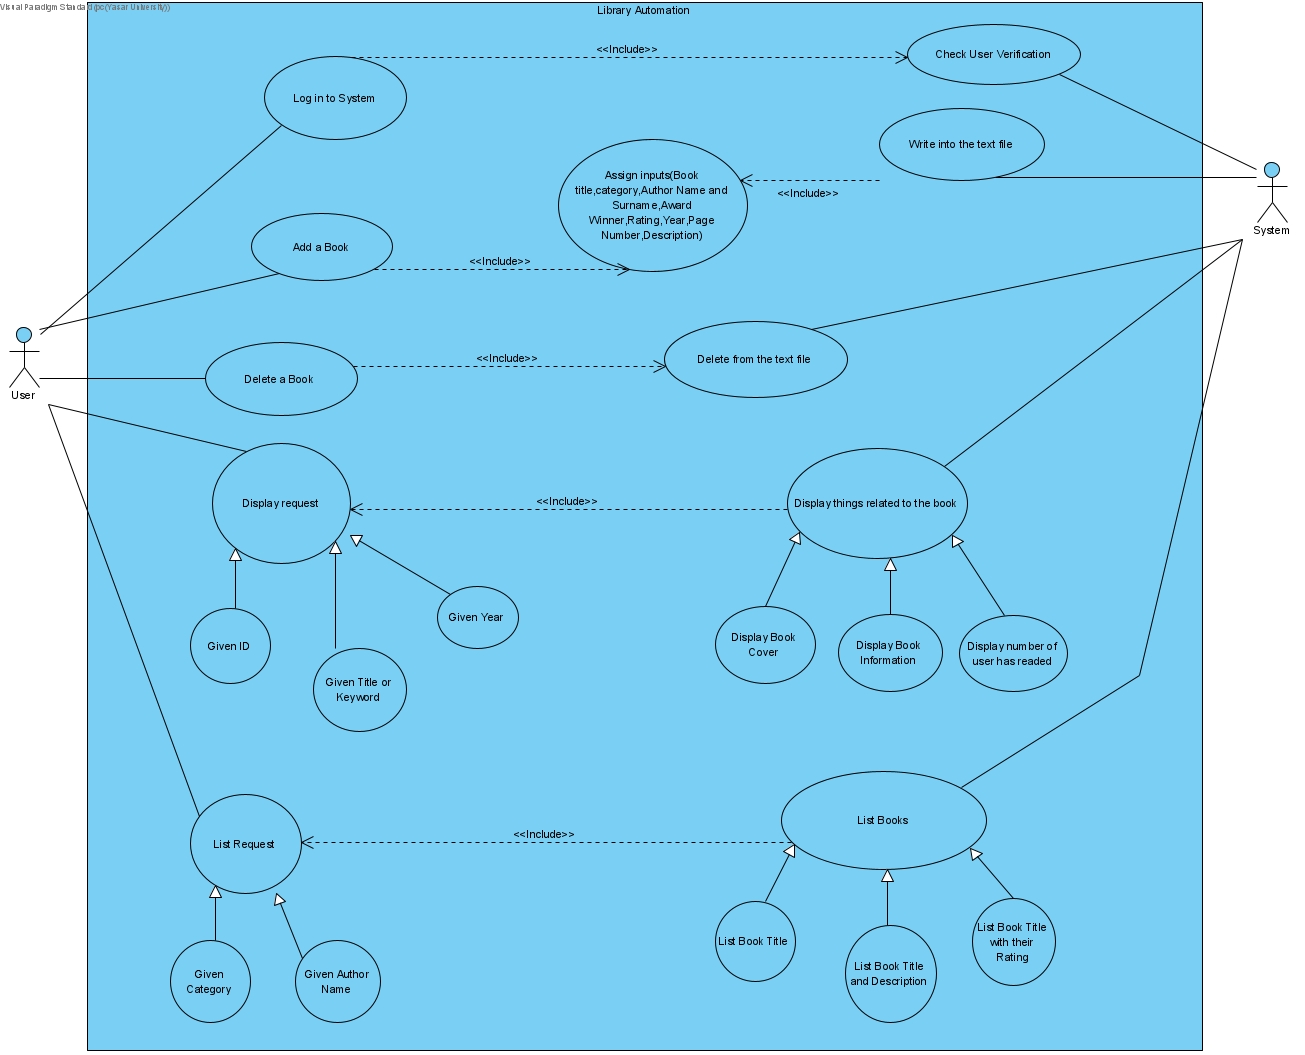 Visual Paradigm Standard(pc(Yasar University))
Library Automation
<<Include>>
Check User Verification
Log in to System
Write into the text file
Assign inputs(Book
title,category,Author Name and
Surname,Award
Winner,Rating,Year,Page
Number,Description)
<<Include>>
System
Add a Book
<<Include>>
<<Include>>
Delete from the text file
Delete a Book
User
<<Include>>
Display request
Display things related to the book
Given Year
Given ID
Display Book
Cover
Display Book
Information
Display number of
user has readed
Given Title or
Keyword
List Books
<<Include>>
List Request
List Book Title
List Book Title
with their
Rating
Given
Category
Given Author
Name
List Book Title
and Description